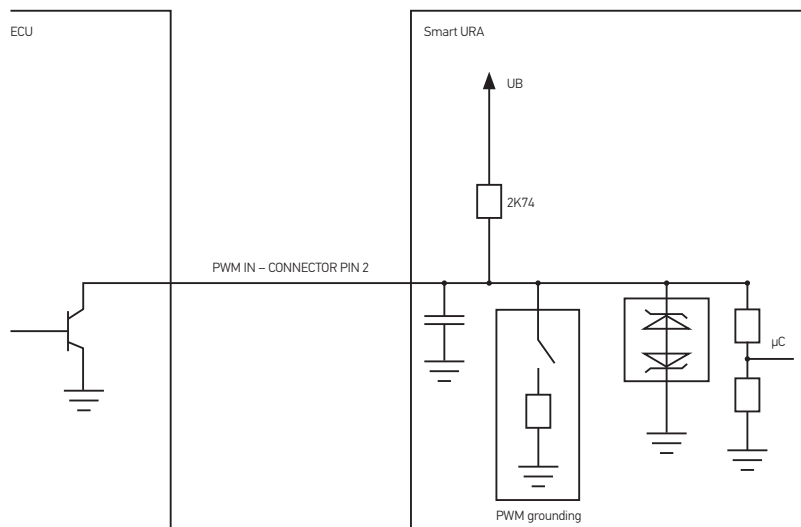 ECU
Smart URA
UB
2K74
PWM IN – CONNECTOR PIN 2
µC
PWM grounding